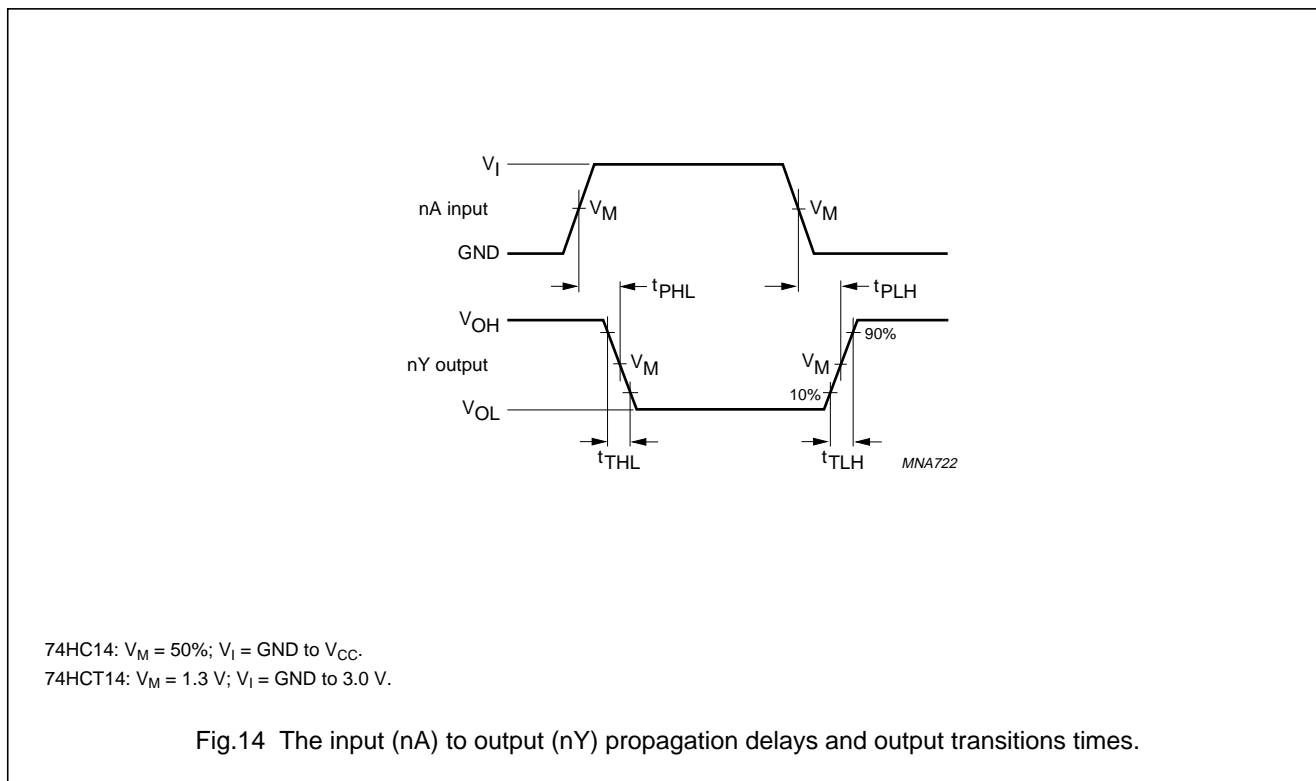 V_I
nA input
V_M
V_M
GND
t_PHL
t_PLH
V_OH
90%
nY output
V_M
V_M
10%
V_OL
t_THL
t_TLH
MNA722
74HC14: V_M = 50%; V_I = GND to V_CC.
74HCT14: V_M = 1.3 V; V_I = GND to 3.0 V.
Fig.14 The input (nA) to output (nY) propagation delays and output transitions times.